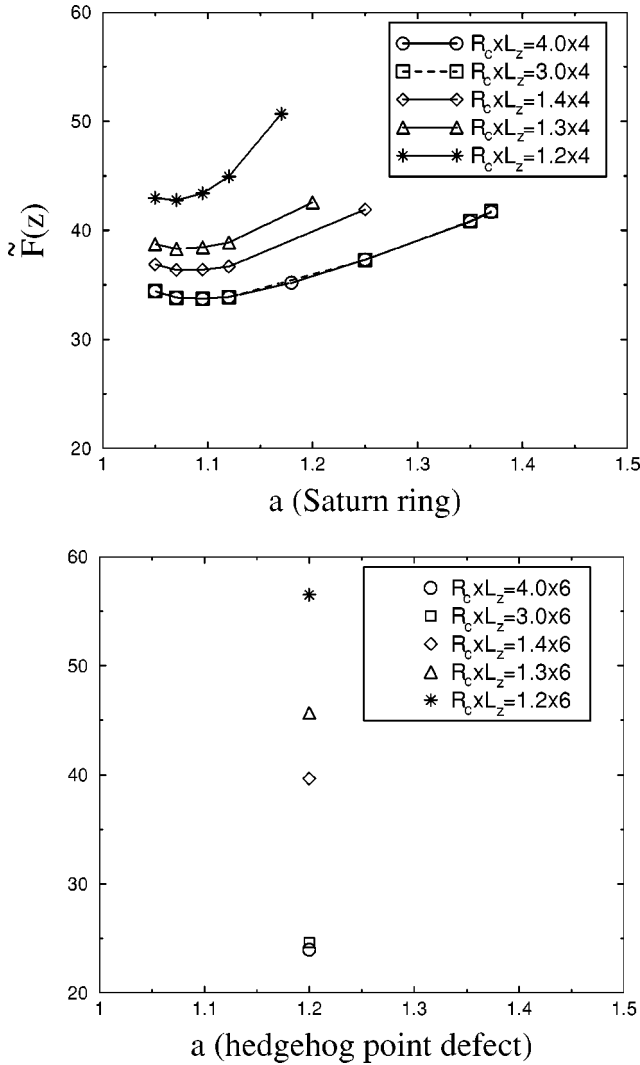 60
50
40
30
20
F̃(z)
R_cxL_z=4.0x4
R_cxL_z=3.0x4
R_cxL_z=1.4x4
R_cxL_z=1.3x4
R_cxL_z=1.2x4
1 1.1 1.2 1.3 1.4 1.5
a (Saturn ring)
60
50
40
30
20
R_cxL_z=4.0x6
R_cxL_z=3.0x6
R_cxL_z=1.4x6
R_cxL_z=1.3x6
R_cxL_z=1.2x6
1 1.1 1.2 1.3 1.4 1.5
a (hedgehog point defect)